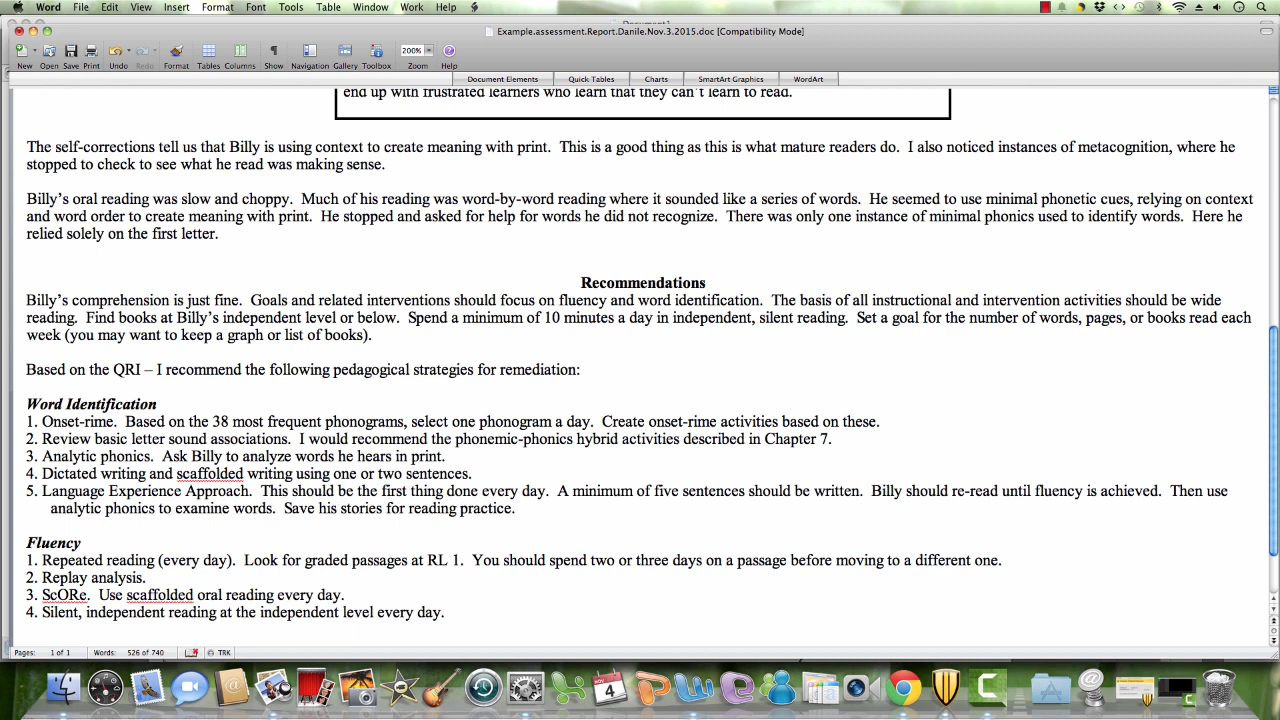 Word File Edit View Insert Format Font Tools Table Window Work Help
Example.assessment.Report.Danile.Nov.3.2015.doc [Compatibility Mode]
New Open Save Print Undo Redo Format Tables Columns Show Navigation Gallery Toolbox 200% Zoom Help
Document Elements Quick Tables Charts SmartArt Graphics WordArt
end up with frustrated learners who learn that they can't learn to read.
The self-corrections tell us that Billy is using context to create meaning with print. This is a good thing as this is what mature readers do. I also noticed instances of metacognition, where he
stopped to check to see what he read was making sense.
Billy's oral reading was slow and choppy. Much of his reading was word-by-word reading where it sounded like a series of words. He seemed to use minimal phonetic cues, relying on context
and word order to create meaning with print. He stopped and asked for help for words he did not recognize. There was only one instance of minimal phonics used to identify words. Here he
relied solely on the first letter.
Recommendations
Billy's comprehension is just fine. Goals and related interventions should focus on fluency and word identification. The basis of all instructional and intervention activities should be wide
reading. Find books at Billy's independent level or below. Spend a minimum of 10 minutes a day in independent, silent reading. Set a goal for the number of words, pages, or books read each
week (you may want to keep a graph or list of books).
Based on the QRI – I recommend the following pedagogical strategies for remediation:
Word Identification
1. Onset-rime. Based on the 38 most frequent phonograms, select one phonogram a day. Create onset-rime activities based on these.
2. Review basic letter sound associations. I would recommend the phonemic-phonics hybrid activities described in Chapter 7.
3. Analytic phonics. Ask Billy to analyze words he hears in print.
4. Dictated writing and scaffolded writing using one or two sentences.
5. Language Experience Approach. This should be the first thing done every day. A minimum of five sentences should be written. Billy should re-read until fluency is achieved. Then use
analytic phonics to examine words. Save his stories for reading practice.
Fluency
1. Repeated reading (every day). Look for graded passages at RL 1. You should spend two or three days on a passage before moving to a different one.
2. Replay analysis.
3. ScORe. Use scaffolded oral reading every day.
4. Silent, independent reading at the independent level every day.
Pages: 1 of 1 Words: 526 of 740 TRK
NOV 4